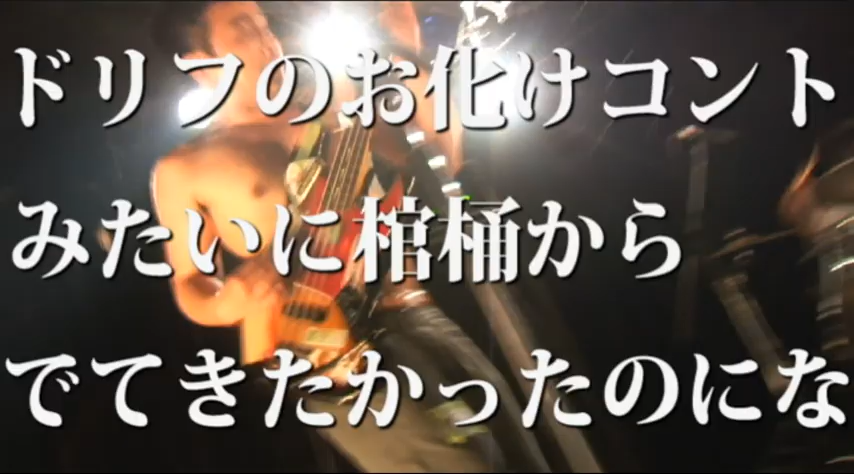 ドリフのお化けコント
みたいに棺桶から
でてきたかったのにな